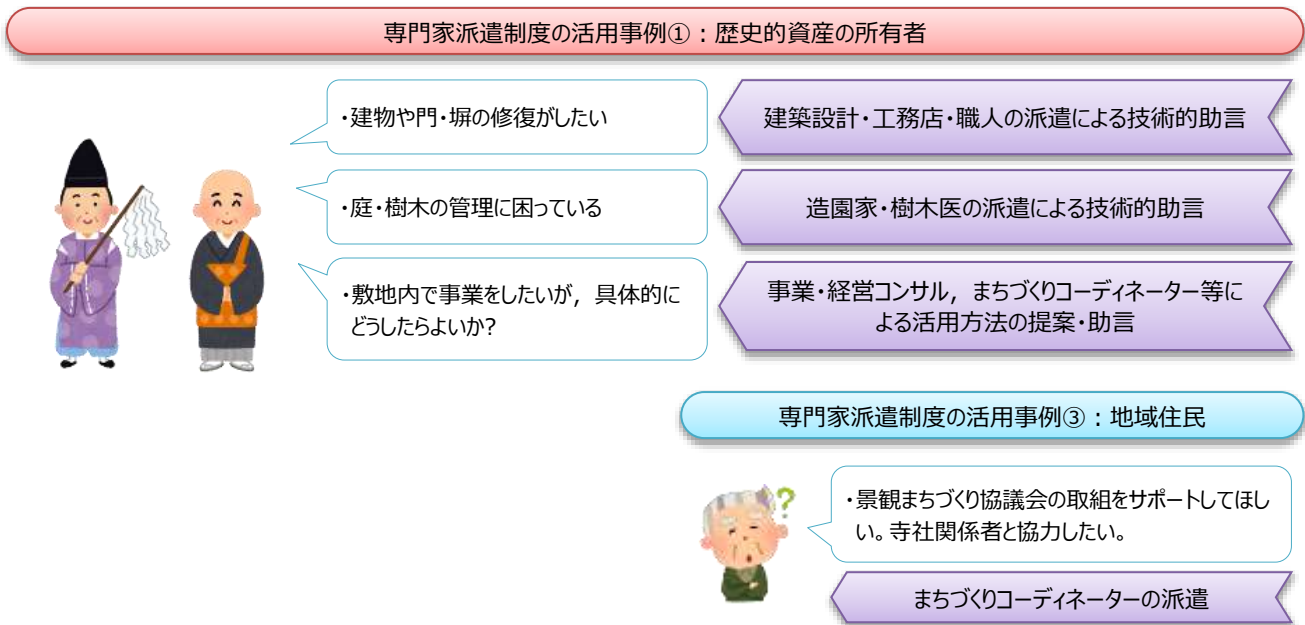 専門家派遣制度の活用事例①：歴史的資産の所有者
・建物や門・塀の修復がしたい
建築設計・工務店・職人の派遣による技術的助言
・庭・樹木の管理に困っている
造園家・樹木医の派遣による技術的助言
・敷地内で事業をしたいが，具体的に
どうしたらよいか?
事業・経営コンサル，まちづくりコーディネーター等に
よる活用方法の提案・助言
専門家派遣制度の活用事例③：地域住民
?
・景観まちづくり協議会の取組をサポートしてほし
い。寺社関係者と協力したい。
まちづくりコーディネーターの派遣